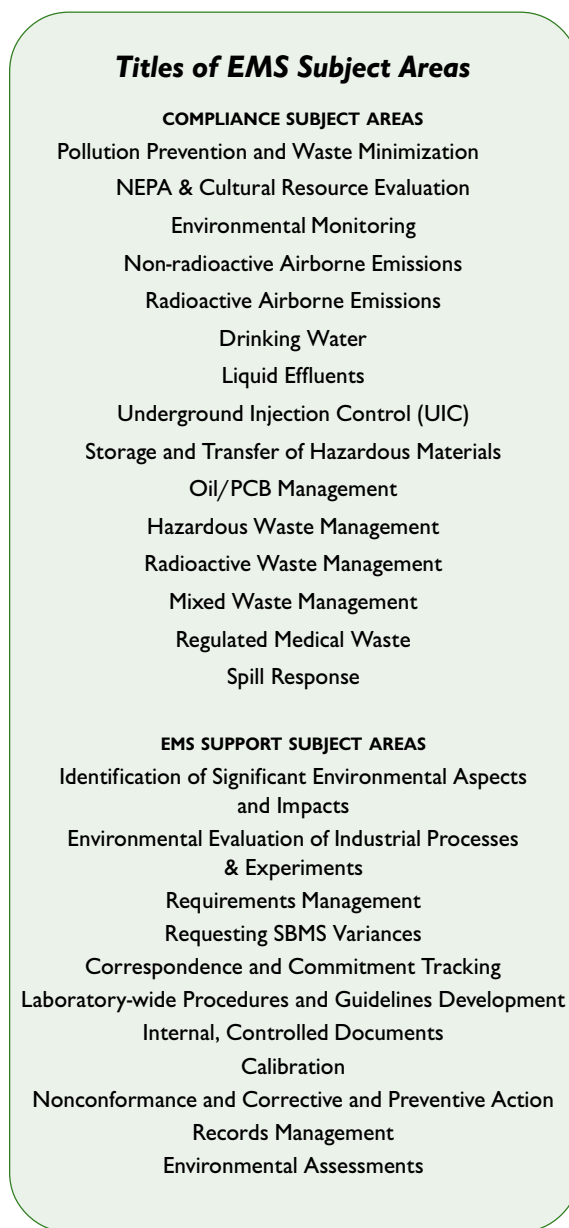 Titles of EMS Subject Areas
COMPLIANCE SUBJECT AREAS
Pollution Prevention and Waste Minimization
NEPA & Cultural Resource Evaluation
Environmental Monitoring
Non-radioactive Airborne Emissions
Radioactive Airborne Emissions
Drinking Water
Liquid Effluents
Underground Injection Control (UIC)
Storage and Transfer of Hazardous Materials
Oil/PCB Management
Hazardous Waste Management
Radioactive Waste Management
Mixed Waste Management
Regulated Medical Waste
Spill Response
EMS SUPPORT SUBJECT AREAS
Identification of Significant Environmental Aspects
and Impacts
Environmental Evaluation of Industrial Processes
& Experiments
Requirements Management
Requesting SBMS Variances
Correspondence and Commitment Tracking
Laboratory-wide Procedures and Guidelines Development
Internal, Controlled Documents
Calibration
Nonconformance and Corrective and Preventive Action
Records Management
Environmental Assessments